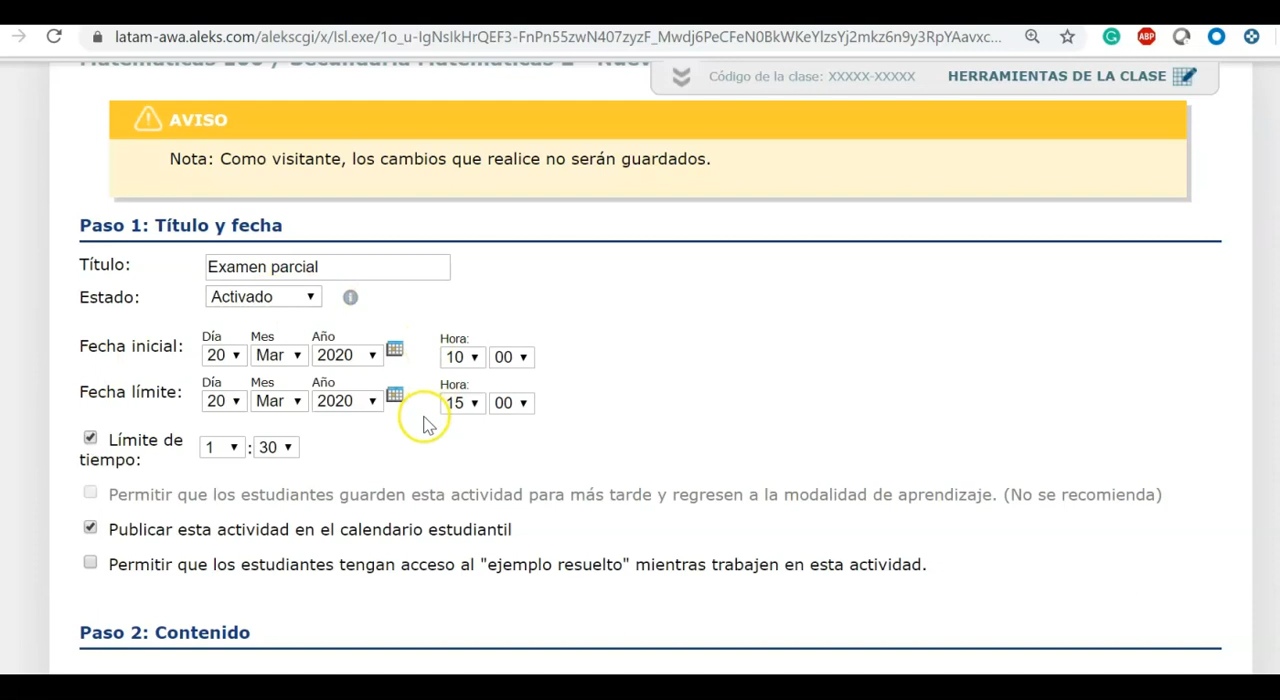 latam-awa.aleks.com/alekscgi/x/Isl.exe/1o_u-IgNsIkHrQEF3-FnPn55zwN407zyzF_Mwdj6PeCFeN0BkWKeYlzsYj2mkz6n9y3RpYAavxc...
ABP
Código de la clase: XXXXX-XXXXX
HERRAMIENTAS DE LA CLASE
AVISO
Nota: Como visitante, los cambios que realice no serán guardados.
Paso 1: Título y fecha
Título: Examen parcial
Estado: Activado
Día Mes Año Hora:
Fecha inicial: 20 Mar 2020 10 00
Día Mes Año Hora:
Fecha límite: 20 Mar 2020 15 00
Límite de
tiempo: 1 : 30
Permitir que los estudiantes guarden esta actividad para más tarde y regresen a la modalidad de aprendizaje. (No se recomienda)
Publicar esta actividad en el calendario estudiantil
Permitir que los estudiantes tengan acceso al "ejemplo resuelto" mientras trabajen en esta actividad.
Paso 2: Contenido